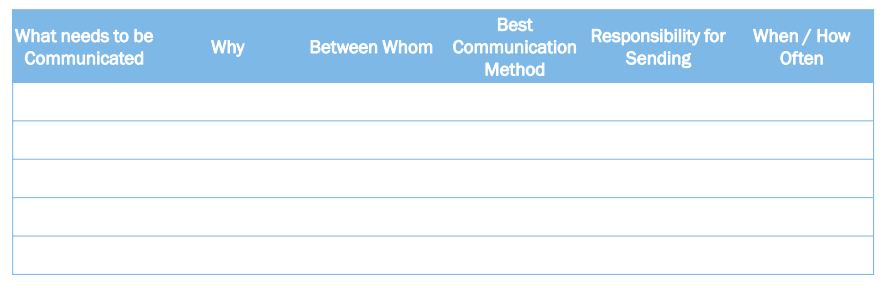 What needs to be
Communicated
Why
Between Whom
Best
Communication
Method
Responsibility for
Sending
When / How
Often